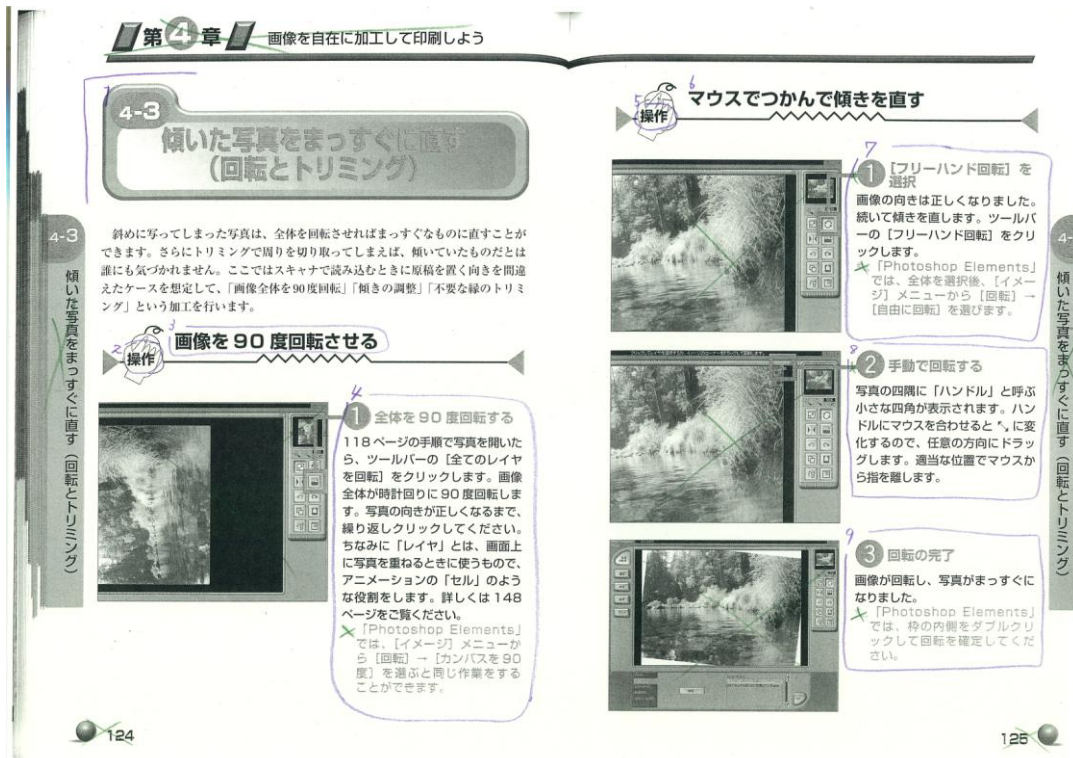 第4章 画像を自在に加工して印刷しよう
4-3
傾いた写真をまっすぐに直す
(回転とトリミング)
4-3
傾いた写真をまっすぐに直す(回転とトリミング)
斜めに写ってしまった写真は、全体を回転させればまっすぐなものに直すことが
できます。さらにトリミングで周りを切り取ってしまえば、傾いていたものだとは
誰にも気づかれません。ここではスキャナで読み込むときに原稿を置く向きを間違
えたケースを想定して、「画像全体を90度回転」「傾きの調整」「不要な縁のトリミ
ング」という加工を行います。
2
操作
3
画像を90度回転させる
4
1 全体を90度回転する
118ページの手順で写真を開いた
ら、ツールバーの[全てのレイヤ
を回転]をクリックします。画像
全体が時計回りに90度回転しま
す。写真の向きが正しくなるまで、
繰り返しクリックしてください。
ちなみに「レイヤ」とは、画面上
に写真を重ねるときに使うもので、
アニメーションの「セル」のよう
な役割をします。詳しくは148
ページをご覧ください。
「Photoshop Elements」
では、[イメージ]メニューか
ら[回転]→[カンバスを90
度]を選ぶと同じ作業をする
ことができます。
124
5
操作
6
マウスでつかんで傾きを直す
7
1 [フリーハンド回転]を
選択
画像の向きは正しくなりました。
続いて傾きを直します。ツールバ
ーの[フリーハンド回転]をクリ
ックします。
「Photoshop Elements」
では、全体を選択後、[イメー
ジ]メニューから[回転]→
[自由に回転]を選びます。
8
2 手動で回転する
写真の四隅に「ハンドル」と呼ぶ
小さな四角が表示されます。ハン
ドルにマウスを合わせると⤡に変
化するので、任意の方向にドラッ
グします。適当な位置でマウスか
ら指を離します。
9
3 回転の完了
画像が回転し、写真がまっすぐに
なりました。
「Photoshop Elements」
では、枠の内側をダブルクリ
ックして回転を確定してくだ
さい。
4-
傾いた写真をまっすぐに直す(回転とトリミング)
125